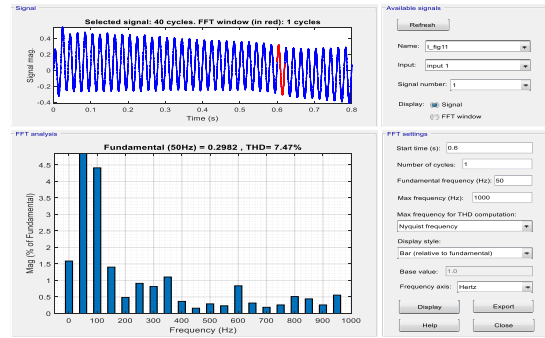 Signal
Selected signal: 40 cycles. FFT window (in red): 1 cycles
Signal mag.
0.4
0.2
0
-0.2
-0.4
0 0.1 0.2 0.3 0.4 0.5 0.6 0.7 0.8
Time (s)
FFT analysis
Fundamental (50Hz) = 0.2982 , THD= 7.47%
Mag (% of Fundamental)
4.5
4
3.5
3
2.5
2
1.5
1
0.5
0
0 100 200 300 400 500 600 700 800 900 1000
Frequency (Hz)
Available signals
Refresh
Name: I_fig11
Input: input 1
Signal number: 1
Display: Signal
FFT window
FFT settings
Start time (s): 0.6
Number of cycles: 1
Fundamental frequency (Hz): 50
Max frequency (Hz): 1000
Max frequency for THD computation:
Nyquist frequency
Display style:
Bar (relative to fundamental)
Base value: 1.0
Frequency axis: Hertz
Display Export
Help Close